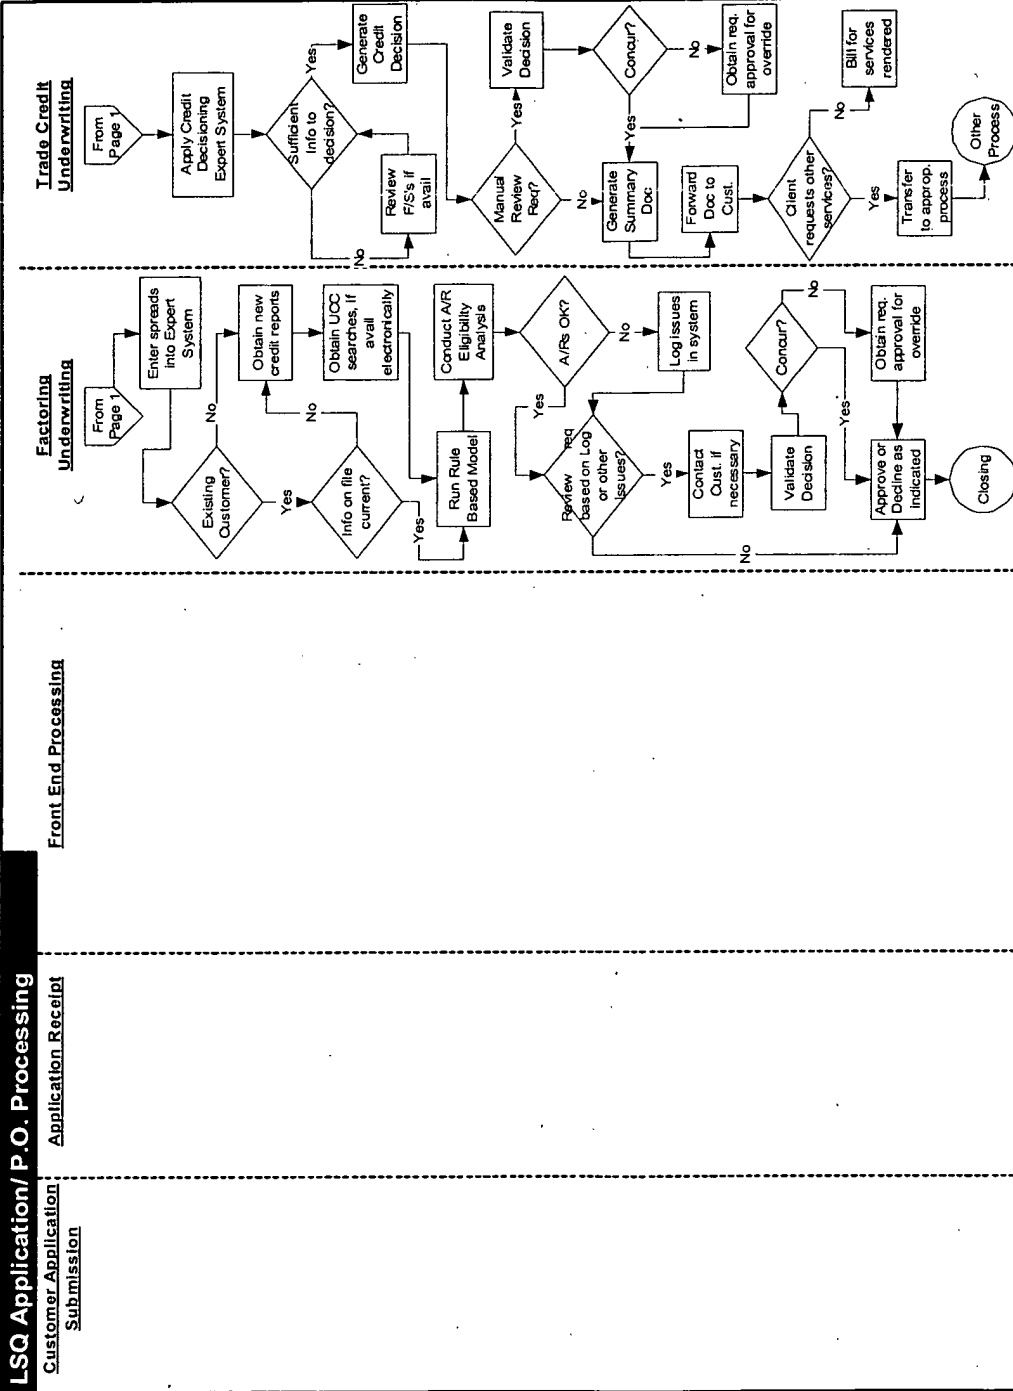 LSQ Application/ P.O. Processing
Customer Application
Submission
Application Receipt
Front End Processing
Factoring
Underwriting
Trade Credit
Underwriting
From
Page 1
Enter spreads
into Expert
System
Existing
Customer?
No
Yes
Obtain new
credit reports
Info on file
current?
No
Yes
Obtain UCC
searches, if
avail
electronically
Run Rule
Based Model
Conduct A/R
Eligibility
Analysis
A/Rs OK?
Yes
No
Log issues
in system
Review req
based on Log
or other
Issues?
Yes
No
Contact
Cust. if
necessary
Validate
Decision
Concur?
No
Yes
Obtain req.
approval for
override
Approve or
Decline as
indicated
Closing
From
Page 1
Apply Credit
Decisioning
Expert System
Sufficient
Info to
decision?
Yes
No
Generate
Credit
Decision
Review
F/S's if
avail
Manual
Review
Req?
Yes
No
Validate
Decision
Concur?
No
Yes
Obtain req.
approval for
override
Generate
Summary
Doc
Forward
Doc to
Cust.
Client
requests other
services?
No
Yes
Bill for
services
rendered
Transfer
to approp.
process
Other
Process